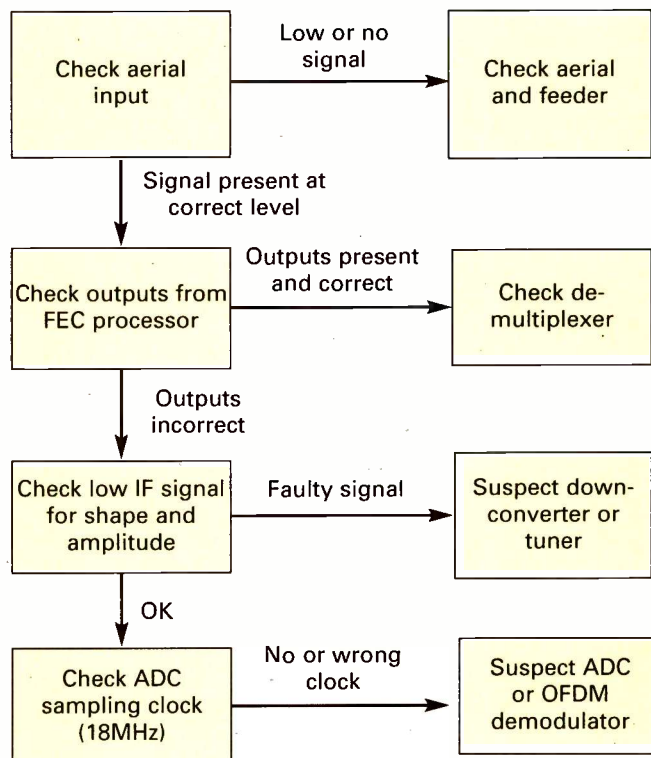 Check aerial
input
Low or no
signal
Check aerial
and feeder
Signal present at
correct level
Check outputs from
FEC processor
Outputs present
and correct
Check de-
multiplexer
Outputs
incorrect
Check low IF signal
for shape and
amplitude
Faulty signal
Suspect down-
converter or
tuner
OK
Check ADC
sampling clock
(18MHz)
No or wrong
clock
Suspect ADC
or OFDM
demodulator